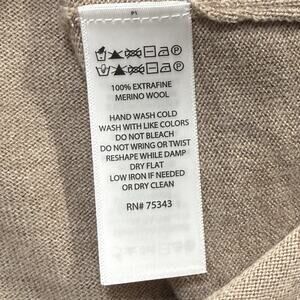 100% EXTRAFINE
MERINO WOOL
HAND WASH COLD
WASH WITH LIKE COLORS
DO NOT BLEACH
DO NOT WRING OR TWIST
RESHAPE WHILE DAMP
DRY FLAT
LOW IRON IF NEEDED
OR DRY CLEAN
RN# 75343